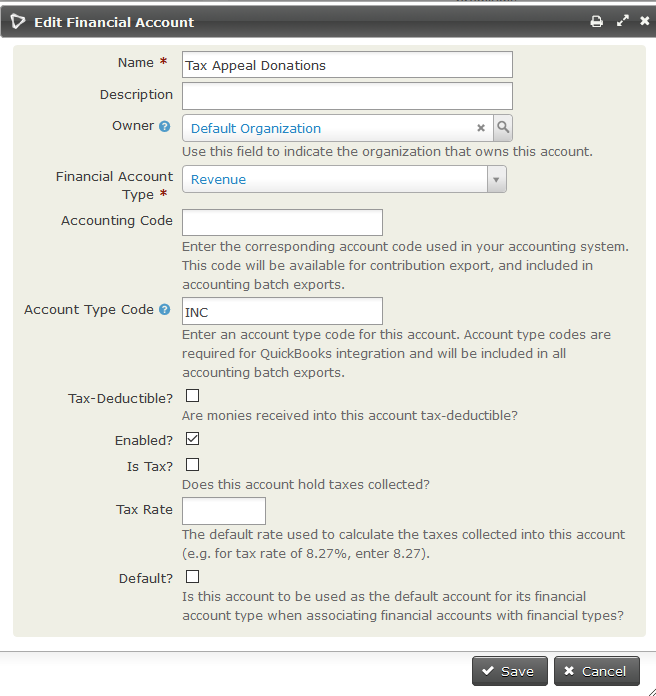 Edit Financial Account
Name *
Tax Appeal Donations
Description
Owner
Default Organization
Use this field to indicate the organization that owns this account.
Financial Account
Type *
Revenue
Accounting Code
Enter the corresponding account code used in your accounting system.
This code will be available for contribution export, and included in
accounting batch exports.
Account Type Code
INC
Enter an account type code for this account. Account type codes are
required for QuickBooks integration and will be included in all
accounting batch exports.
Tax-Deductible?
Are monies received into this account tax-deductible?
Enabled?
Is Tax?
Does this account hold taxes collected?
Tax Rate
The default rate used to calculate the taxes collected into this account
(e.g. for tax rate of 8.27%, enter 8.27).
Default?
Is this account to be used as the default account for its financial
account type when associating financial accounts with financial types?
Save
Cancel